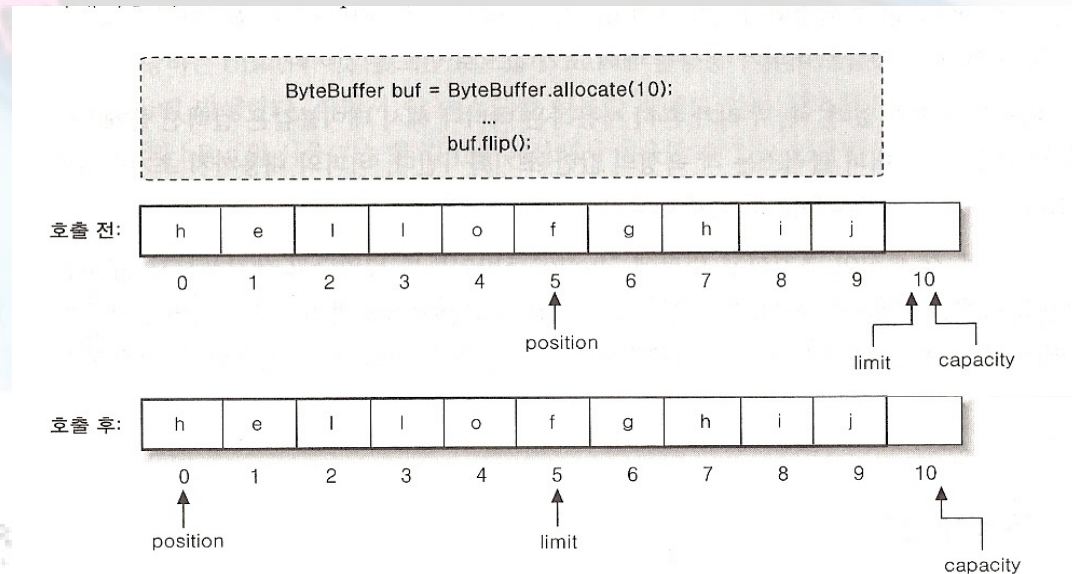 ByteBuffer buf = ByteBuffer.allocate(10);
...
buf.flip();
호출 전: h e l l o f g h i j
0 1 2 3 4 5 6 7 8 9 10
position
limit capacity
호출 후: h e l l o f g h i j
0 1 2 3 4 5 6 7 8 9 10
position limit
capacity